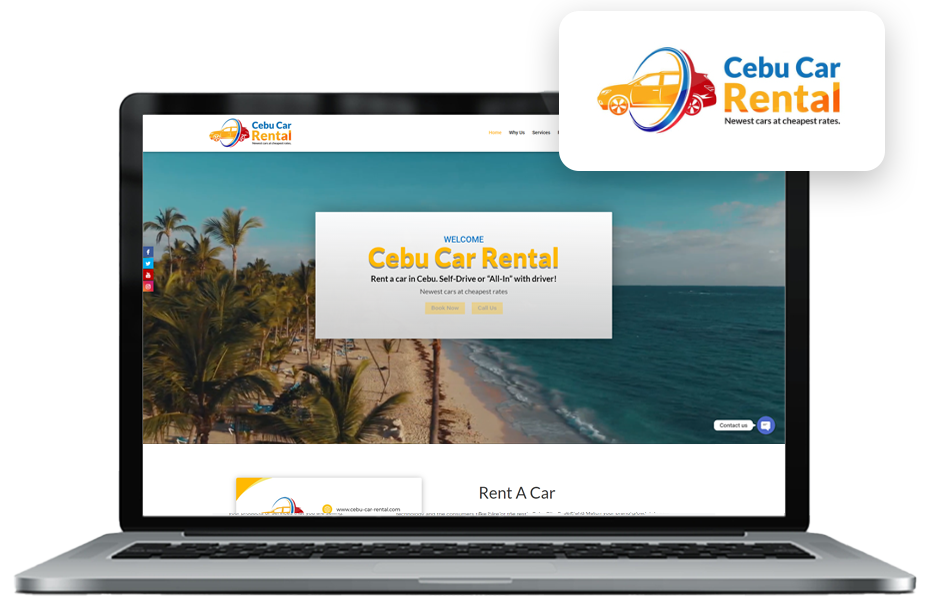 Cebu Car
Rental
Newest cars at cheapest rates.
Cebu Car
Rental
Newest cars at cheapest rates.
Home
Why Us
Services
WELCOME
Cebu Car Rental
Rent a car in Cebu. Self-Drive or "All-In" with driver!
Newest cars at cheapest rates
Book Now
Call Us
Contact us
www.cebu-car-rental.com
Rent A Car